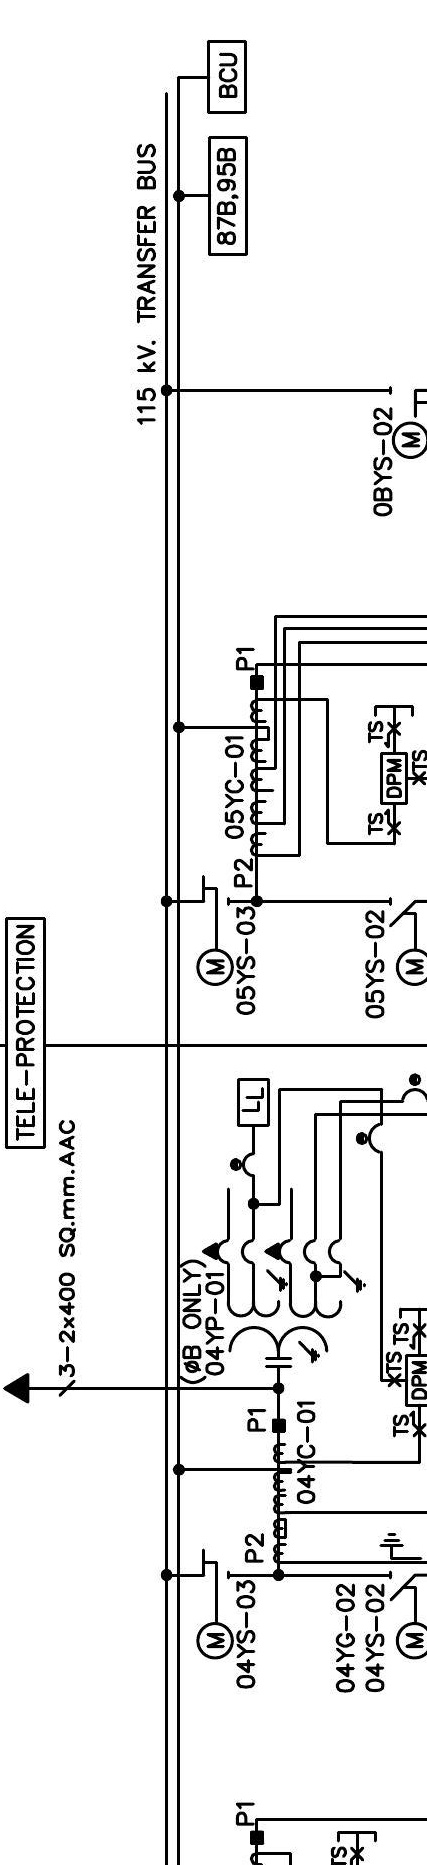 BCU
87B,95B
115 kV. TRANSFER BUS
0BYS-02
M
P1
05YC-01
P2
TS
DPM
TS
TS
05YS-03
M
05YS-02
M
TELE-PROTECTION
3-2x400 SQ.mm.AAC
LL
(øB ONLY)
04YP-01
P1
04YC-01
P2
TS
TS
DPM
TS
04YS-03
M
04YG-02
04YS-02
M
P1
TS